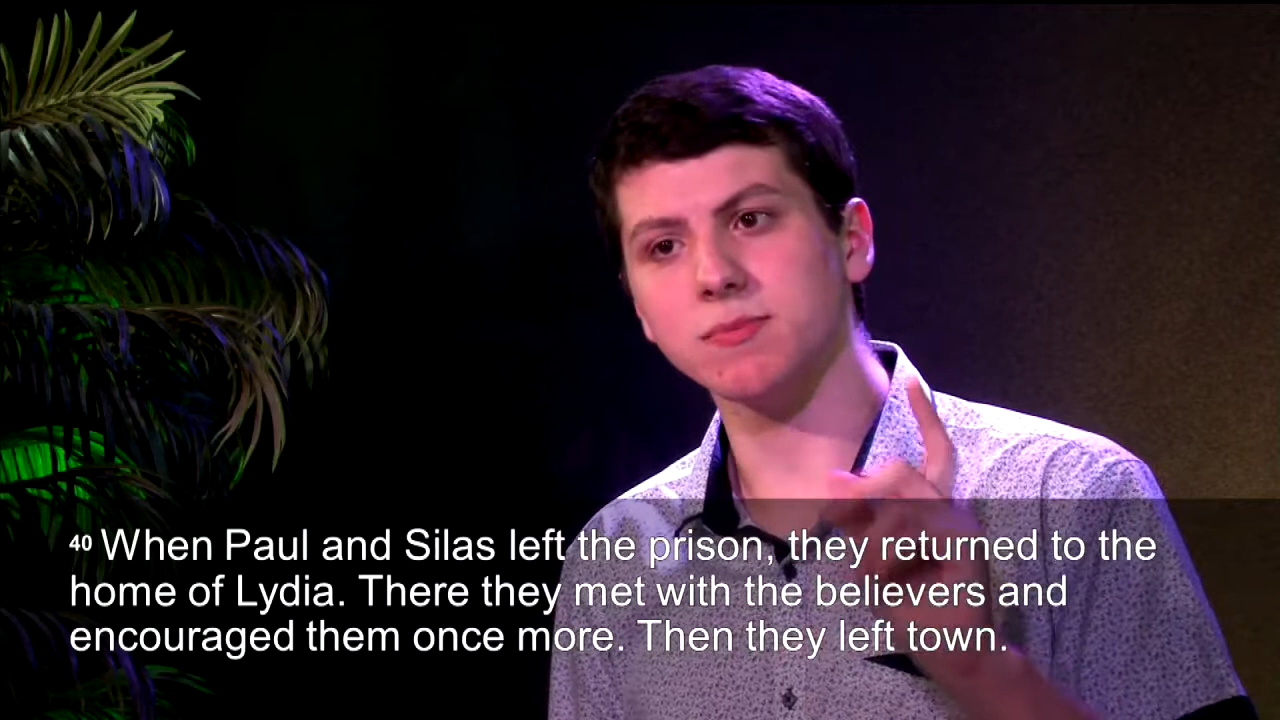 40 When Paul and Silas left the prison, they returned to the
home of Lydia. There they met with the believers and
encouraged them once more. Then they left town.